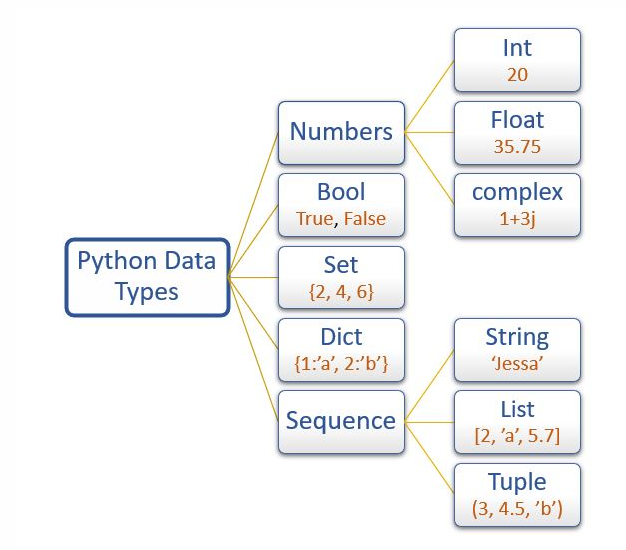 Python Data
Types
Numbers
Int
20
Float
35.75
complex
1+3j
Bool
True, False
Set
{2, 4, 6}
Dict
{1:’a’, 2:’b’}
Sequence
String
‘Jessa’
List
[2, ’a’, 5.7]
Tuple
(3, 4.5, ’b’)